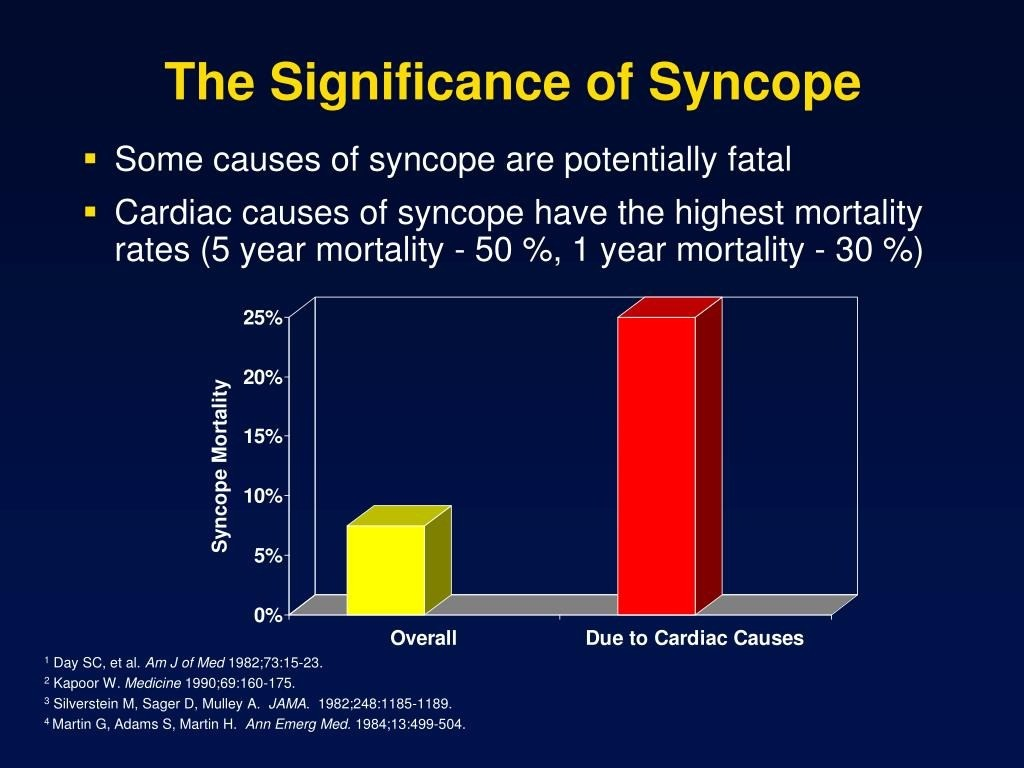 The Significance of Syncope
▪ Some causes of syncope are potentially fatal
▪ Cardiac causes of syncope have the highest mortality
rates (5 year mortality - 50 %, 1 year mortality - 30 %)
25%
20%
15%
10%
5%
0%
Syncope Mortality
Overall
Due to Cardiac Causes
¹ Day SC, et al. Am J of Med 1982;73:15-23.
² Kapoor W. Medicine 1990;69:160-175.
³ Silverstein M, Sager D, Mulley A. JAMA. 1982;248:1185-1189.
⁴ Martin G, Adams S, Martin H. Ann Emerg Med. 1984;13:499-504.